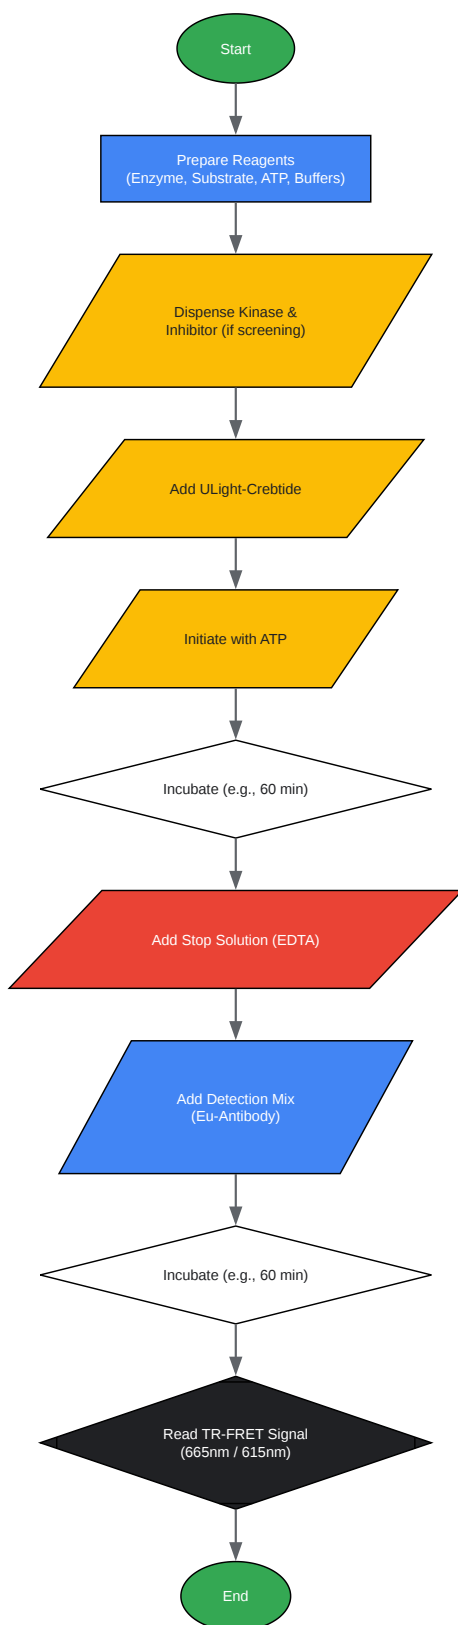 Start
Prepare Reagents
(Enzyme, Substrate, ATP, Buffers)
Dispense Kinase &
Inhibitor (if screening)
Add ULight-Crebtide
Initiate with ATP
Incubate (e.g., 60 min)
Add Stop Solution (EDTA)
Add Detection Mix
(Eu-Antibody)
Incubate (e.g., 60 min)
Read TR-FRET Signal
(665nm / 615nm)
End